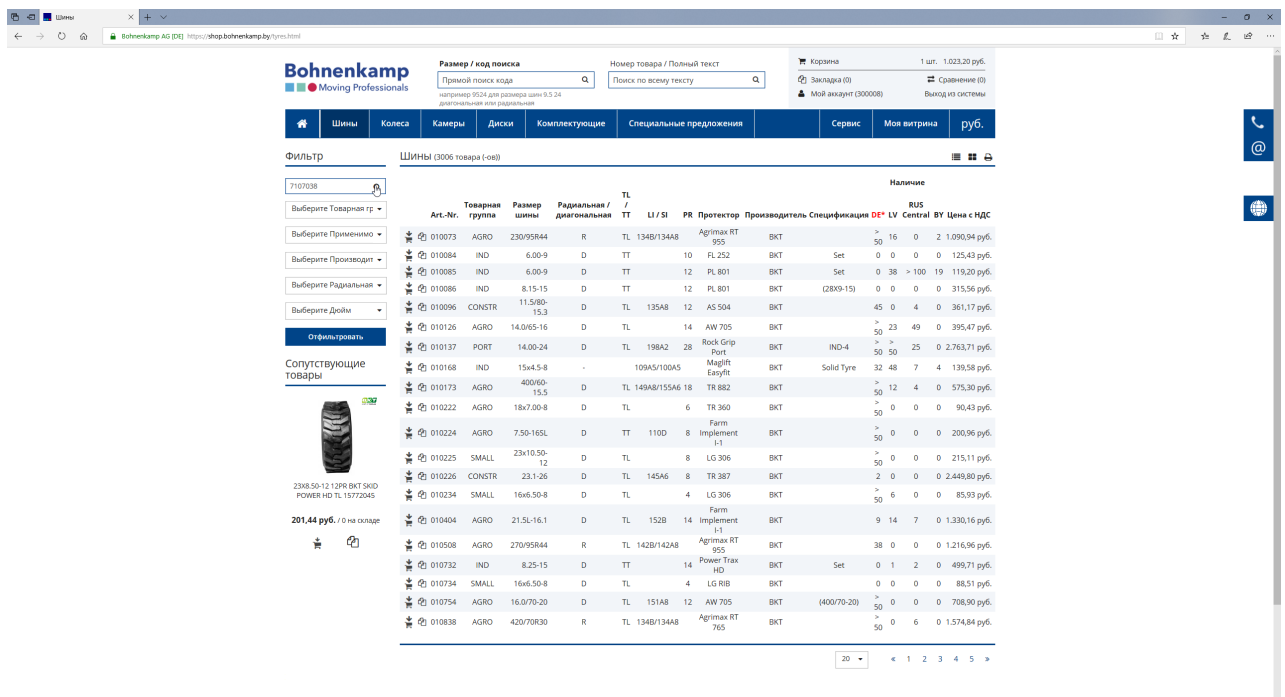 Шины
Bohnenkamp AG [DE] https://shop.bohnenkamp.by/tyres.html
Bohnenkamp
Moving Professionals
Размер / код поиска
Прямой поиск кода
например 9524 для размера шин 9.5 24
диагональная или радиальная
Номер товара / Полный текст
Поиск по всему тексту
Корзина 1 шт. 1.023,20 руб.
Закладка (0) Сравнение (0)
Мой аккаунт (300008) Выход из системы
Шины Колеса Камеры Диски Комплектующие Специальные предложения Сервис Моя витрина руб.
Фильтр
7107038
Выберите Товарная гр
Выберите Применимо
Выберите Производит
Выберите Радиальная
Выберите Дюйм
Отфильтровать
Сопутствующие
товары
23X8.50-12 12PR BKT SKID
POWER HD TL 1577204S
201,44 руб. / 0 на складе
Шины (3006 товара (-ов))
Наличие
Art.-Nr. Товарная группа Размер шины Радиальная / диагональная TL / TT LI / SI PR Протектор Производитель Спецификация DE* LV RUS Central BY Цена с НДС
010073 AGRO 230/95R44 R TL 134B/134A8 Agrimax RT 955 BKT > 50 16 0 2 1.090,94 руб.
010084 IND 6.00-9 D TT 10 FL 252 BKT Set 0 0 0 0 125,43 руб.
010085 IND 6.00-9 D TT 12 PL 801 BKT Set 0 38 > 100 19 119,20 руб.
010086 IND 8.15-15 D TT 12 PL 801 BKT (28X9-15) 0 0 0 0 315,56 руб.
010096 CONSTR 11.5/80-15.3 D TL 135A8 12 AS 504 BKT 45 0 4 0 361,17 руб.
010126 AGRO 14.0/65-16 D TL 14 AW 705 BKT > 50 23 49 0 395,47 руб.
010137 PORT 14.00-24 D TL 198A2 28 Rock Grip Port BKT IND-4 > 50 > 50 25 0 2.763,71 руб.
010168 IND 15x4.5-8 - 109A5/100A5 Maglift Easyfit BKT Solid Tyre 32 48 7 4 139,58 руб.
010173 AGRO 400/60-15.5 D TL 149A8/155A6 18 TR 882 BKT > 50 12 4 0 575,30 руб.
010222 AGRO 18x7.00-8 D TL 6 TR 360 BKT > 50 0 0 0 90,43 руб.
010224 AGRO 7.50-16SL D TT 110D 8 Farm Implement I-1 BKT > 50 0 0 0 200,96 руб.
010225 SMALL 23x10.50-12 D TL 8 LG 306 BKT > 50 0 0 0 215,11 руб.
010226 CONSTR 23.1-26 D TL 145A6 8 TR 387 BKT 2 0 0 0 2.449,80 руб.
010234 SMALL 16x6.50-8 D TL 4 LG 306 BKT > 50 6 0 0 85,93 руб.
010404 AGRO 21.5L-16.1 D TL 152B 14 Farm Implement I-1 BKT 9 14 7 0 1.330,16 руб.
010508 AGRO 270/95R44 R TL 142B/142A8 Agrimax RT 955 BKT 38 0 0 0 1.216,96 руб.
010732 IND 8.25-15 D TT 14 Power Trax HD BKT Set 0 1 2 0 499,71 руб.
010734 SMALL 16x6.50-8 D TL 4 LG RIB BKT 0 0 0 0 88,51 руб.
010754 AGRO 16.0/70-20 D TL 151A8 12 AW 705 BKT (400/70-20) > 50 0 0 0 708,90 руб.
010838 AGRO 420/70R30 R TL 134B/134A8 Agrimax RT 765 BKT > 50 0 6 0 1.574,84 руб.
20 « 1 2 3 4 5 »